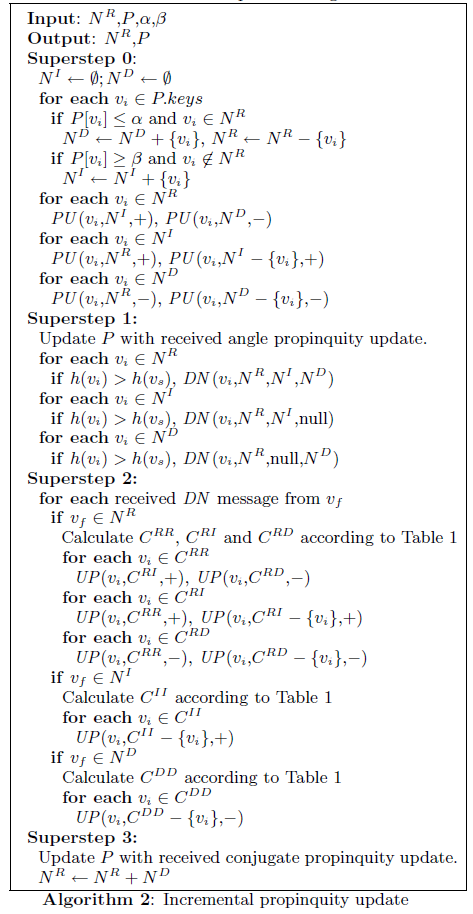 Input: N^R,P,α,β
Output: N^R,P
Superstep 0:
N^I ← ∅;N^D ← ∅
for each v_i ∈ P.keys
if P[v_i] ≤ α and v_i ∈ N^R
N^D ← N^D + {v_i}, N^R ← N^R − {v_i}
if P[v_i] ≥ β and v_i ∉ N^R
N^I ← N^I + {v_i}
for each v_i ∈ N^R
PU(v_i,N^I,+), PU(v_i,N^D,−)
for each v_i ∈ N^I
PU(v_i,N^R,+), PU(v_i,N^I − {v_i},+)
for each v_i ∈ N^D
PU(v_i,N^R,−), PU(v_i,N^D − {v_i},−)
Superstep 1:
Update P with received angle propinquity update.
for each v_i ∈ N^R
if h(v_i) > h(v_s), DN(v_i,N^R,N^I,N^D)
for each v_i ∈ N^I
if h(v_i) > h(v_s), DN(v_i,N^R,N^I,null)
for each v_i ∈ N^D
if h(v_i) > h(v_s), DN(v_i,N^R,null,N^D)
Superstep 2:
for each received DN message from v_f
if v_f ∈ N^R
Calculate C^RR, C^RI and C^RD according to Table 1
for each v_i ∈ C^RR
UP(v_i,C^RI,+), UP(v_i,C^RD,−)
for each v_i ∈ C^RI
UP(v_i,C^RR,+), UP(v_i,C^RI − {v_i},+)
for each v_i ∈ C^RD
UP(v_i,C^RR,−), UP(v_i,C^RD − {v_i},−)
if v_f ∈ N^I
Calculate C^II according to Table 1
for each v_i ∈ C^II
UP(v_i,C^II − {v_i},+)
if v_f ∈ N^D
Calculate C^DD according to Table 1
for each v_i ∈ C^DD
UP(v_i,C^DD − {v_i},−)
Superstep 3:
Update P with received conjugate propinquity update.
N^R ← N^R + N^D
Algorithm 2: Incremental propinquity update